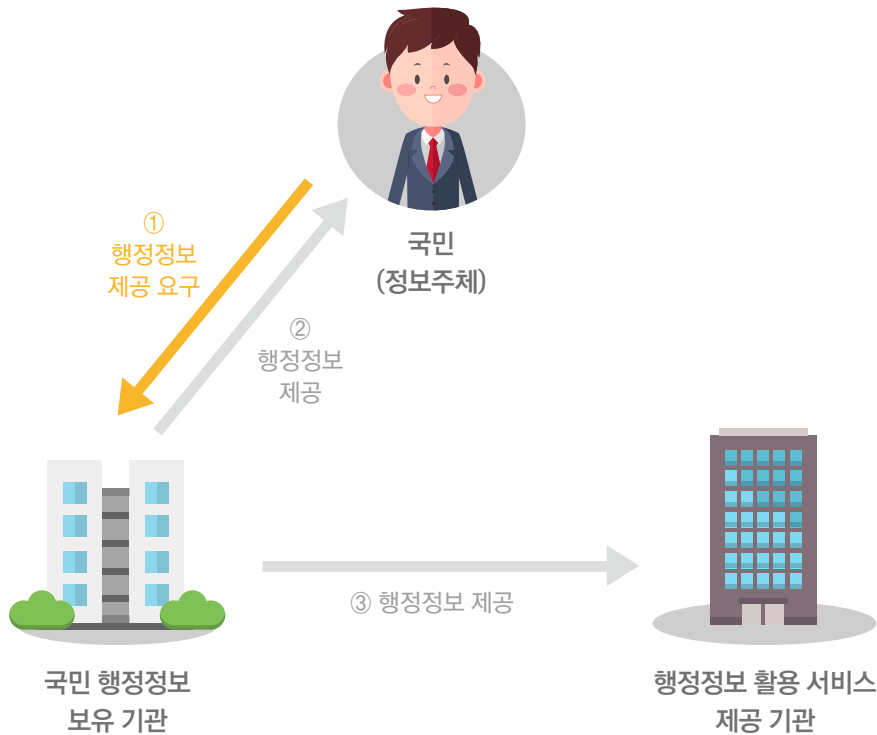 ①
행정정보
제공 요구
국민
(정보주체)
②
행정정보
제공
③ 행정정보 제공
국민 행정정보
보유 기관
행정정보 활용 서비스
제공 기관